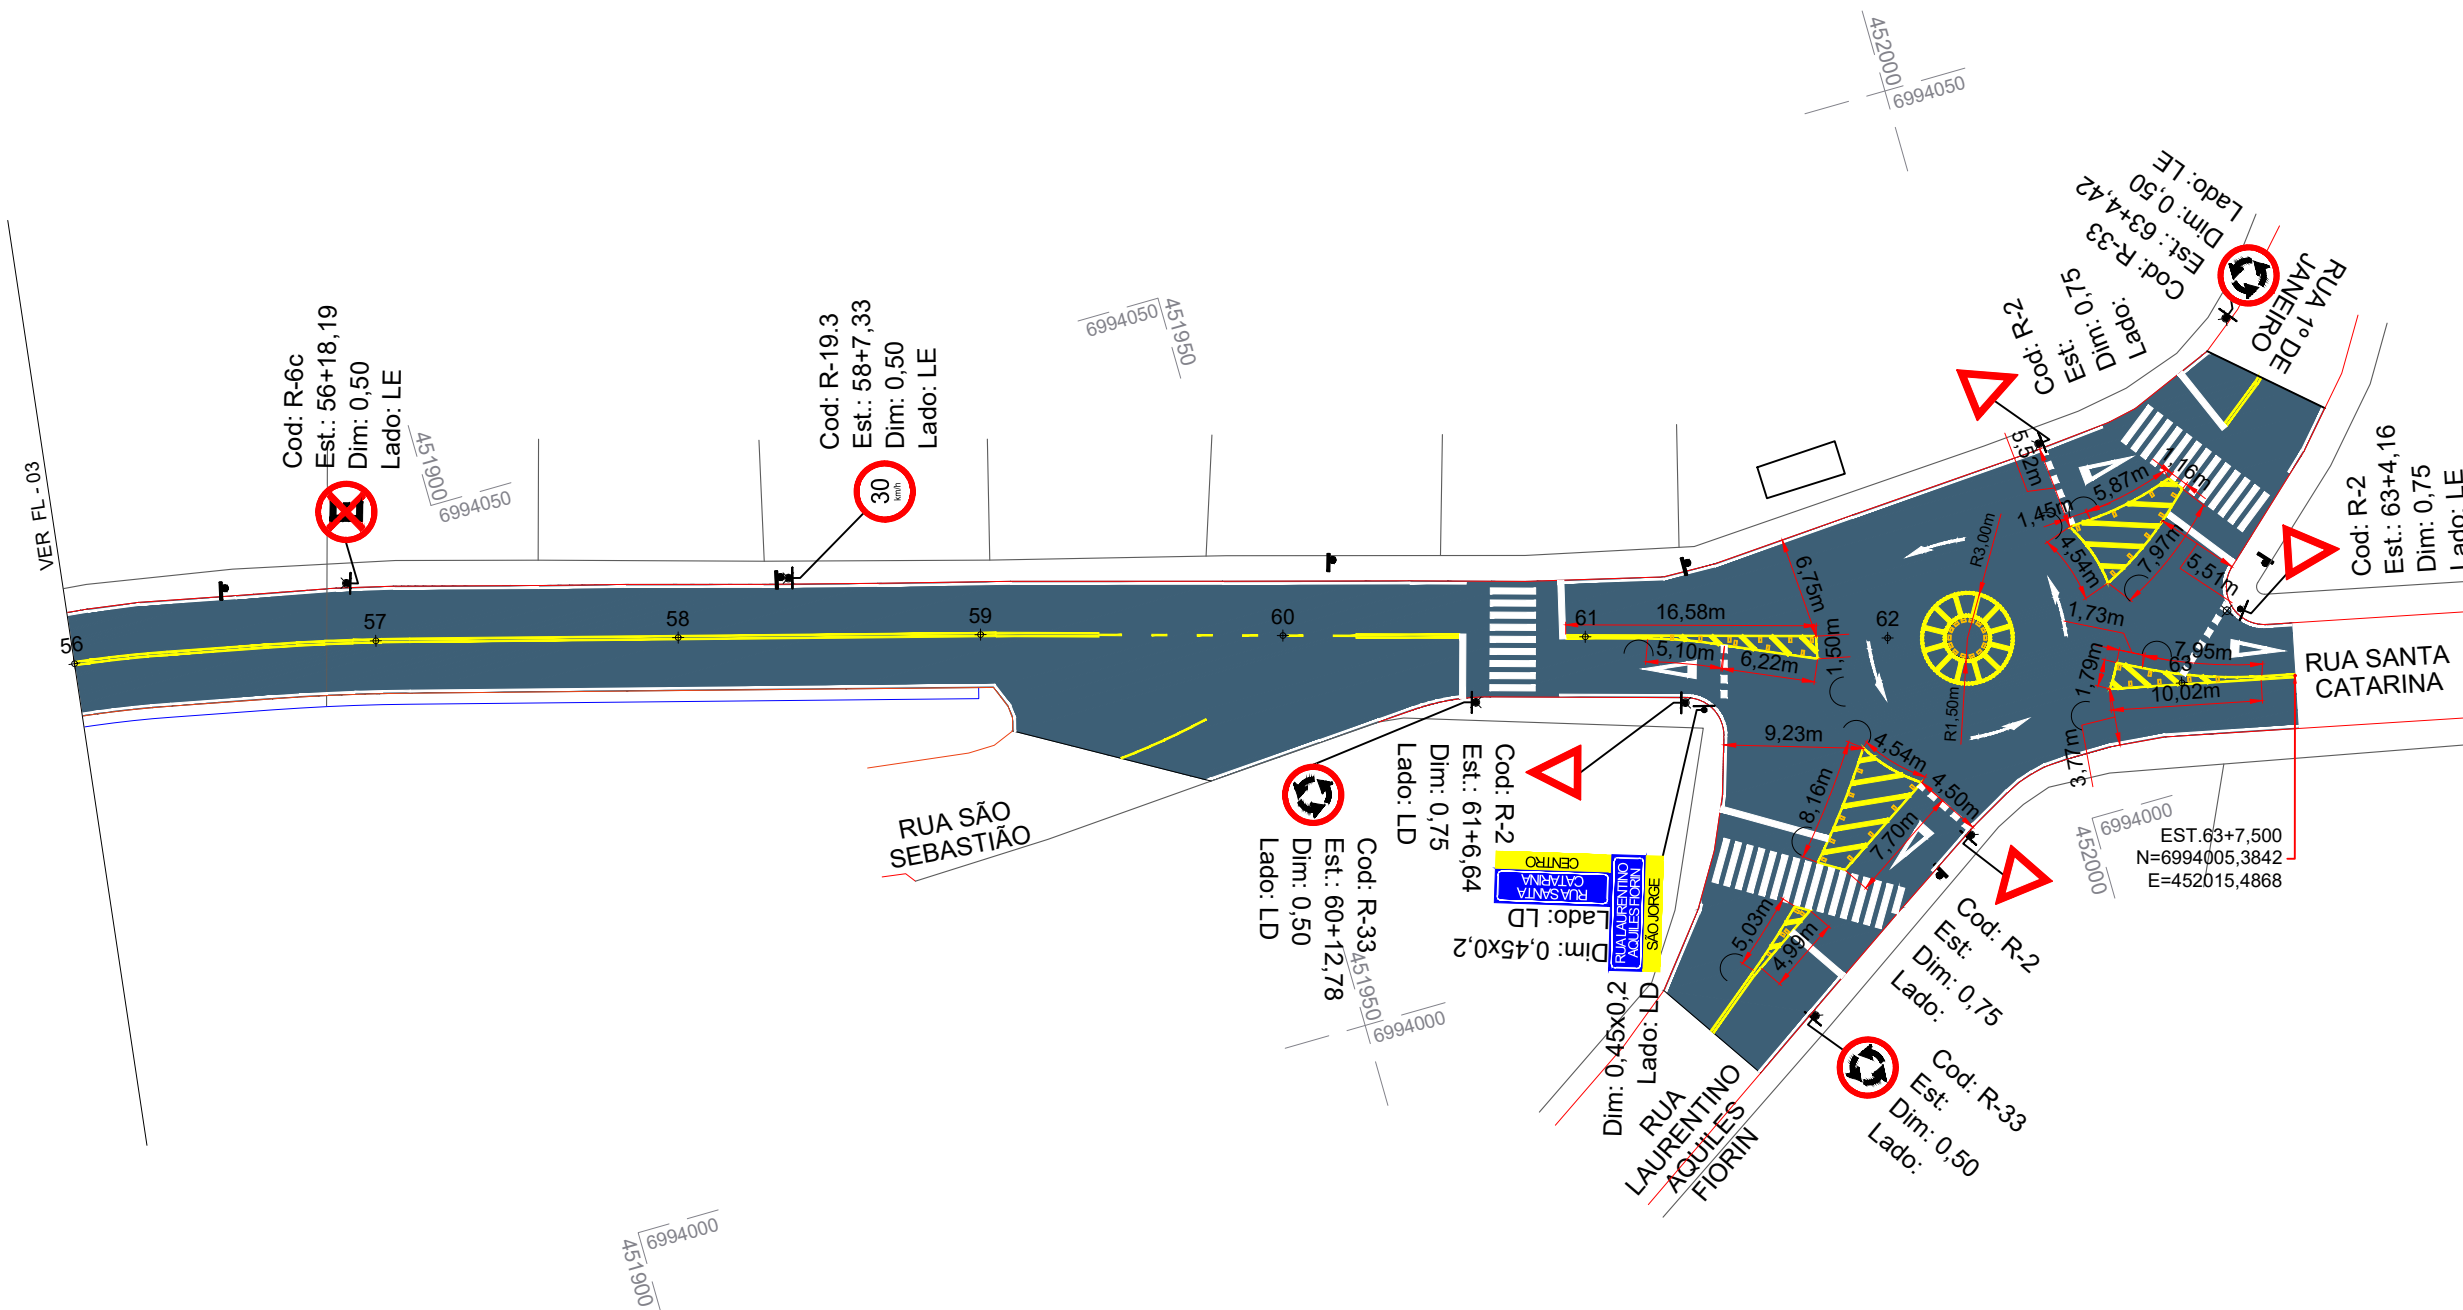 VER FL - 03
Cod: R-6c
Est.: 56+18,19
Dim: 0,50
Lado: LE
451900
6994050
Cod: R-19.3
Est.: 58+7,33
Dim: 0,50
Lado: LE
30
km/h
6994050
451950
452000
6994050
Cod: R-33
Est.: 63+4,42
Dim: 0,50
Lado: LE
RUA 1º DE
JANEIRO
Cod: R-2
Est.:
Dim: 0,75
Lado:
Cod: R-2
Est.: 63+4,16
Dim: 0,75
Lado: LE
56
57
58
59
60
61
62
63
16,58m
5,10m
6,22m
6,75m
1,50m
5,52m
1,45m
5,87m
1,16m
4,54m
7,97m
5,51m
R3,00m
R1,50m
1,73m
7,95m
1,79m
10,02m
3,77m
RUA SANTA
CATARINA
9,23m
4,54m
4,50m
8,16m
7,70m
5,03m
4,99m
RUA SÃO
SEBASTIÃO
Cod: R-33
Est.: 60+12,78
Dim: 0,50
Lado: LD
Cod: R-2
Est.: 61+6,64
Dim: 0,75
Lado: LD
CENTRO
RUA SANTA
CATARINA
Dim: 0,45x0,2
Lado: LD
RUA LAURENTINO
AQUILES FIORIN
SÃO JORGE
Dim: 0,45x0,2
Lado: LD
RUA
LAURENTINO
AQUILES
FIORIN
Cod: R-2
Est:
Dim: 0,75
Lado:
Cod: R-33
Est:
Dim: 0,50
Lado:
452000
6994000
EST.63+7,500
N=6994005,3842
E=452015,4868
451950
6994000
451900
6994000